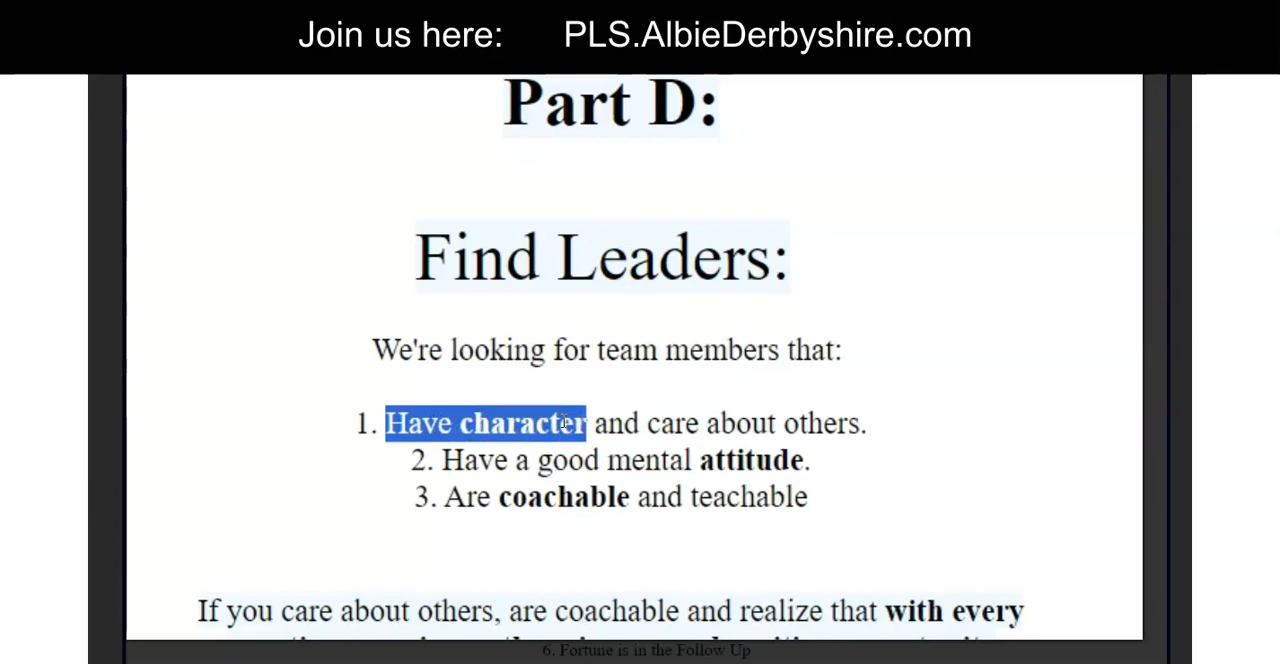 Join us here: PLS.AlbieDerbyshire.com
Part D:
Find Leaders:
We're looking for team members that:
1. Have character and care about others.
2. Have a good mental attitude.
3. Are coachable and teachable
If you care about others, are coachable and realize that with every
6. Fortune is in the Follow Up